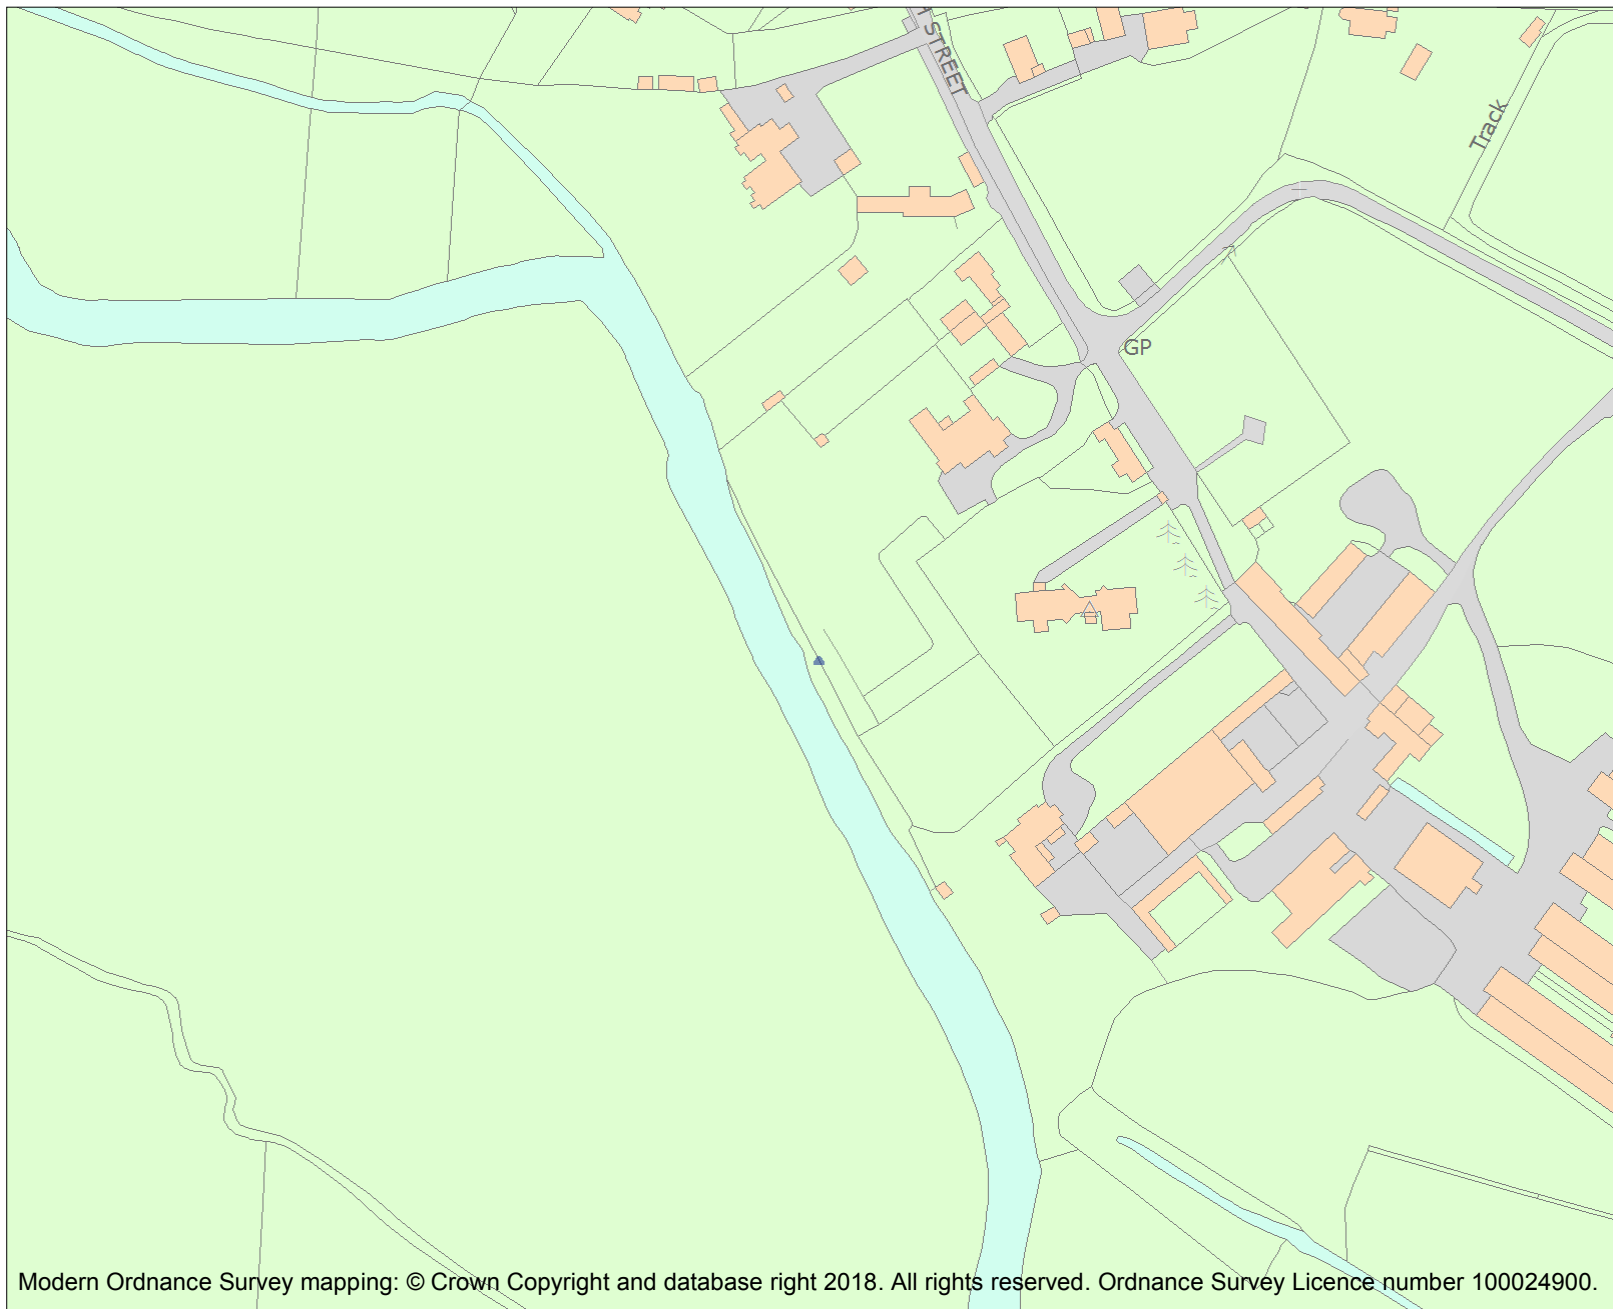 STREET
Track
GP
Modern Ordnance Survey mapping: © Crown Copyright and database right 2018. All rights reserved. Ordnance Survey Licence number 100024900.